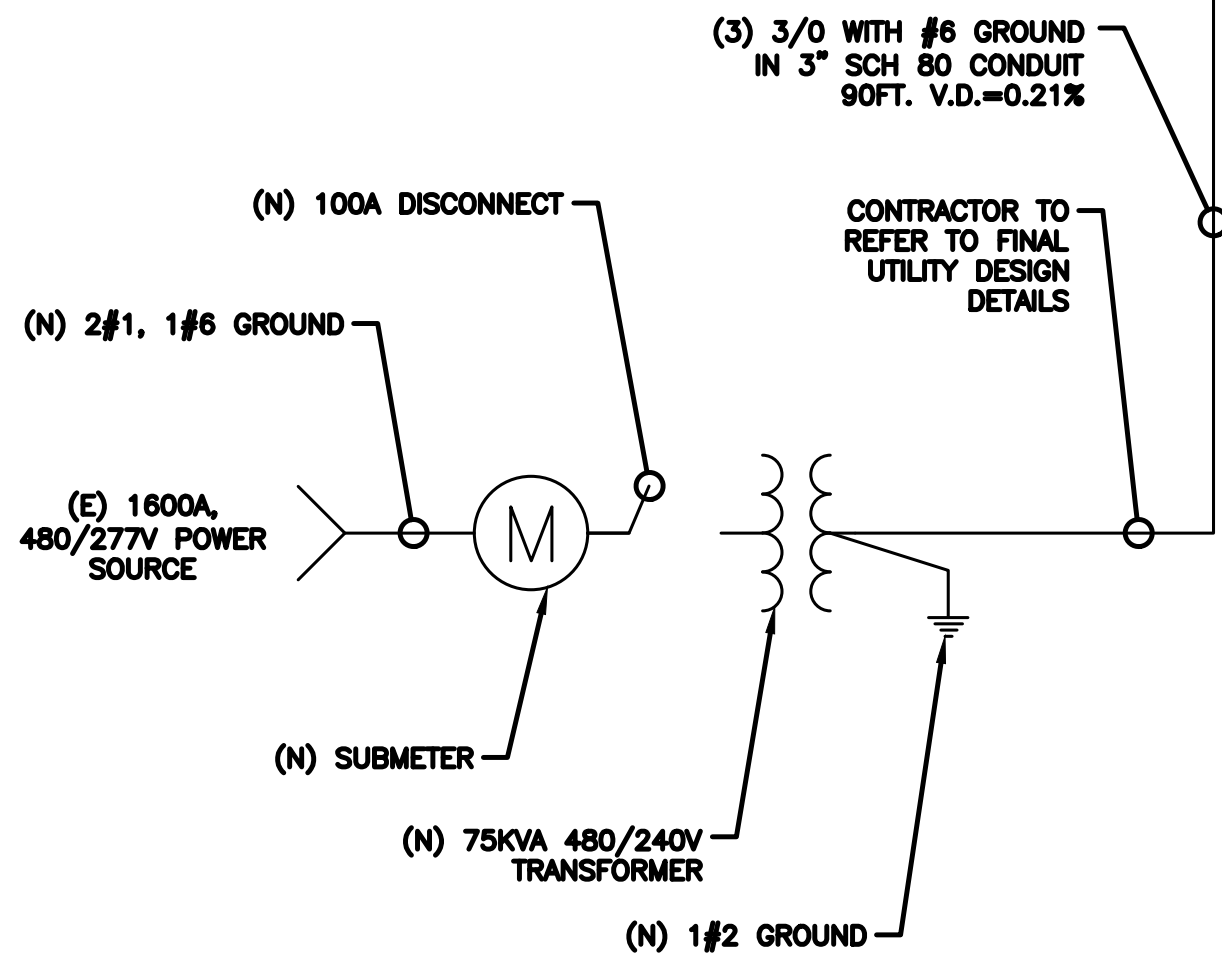 (3) 3/0 WITH #6 GROUND
IN 3" SCH 80 CONDUIT
90FT. V.D.=0.21%
(N) 100A DISCONNECT
CONTRACTOR TO
REFER TO FINAL
UTILITY DESIGN
DETAILS
(N) 2#1, 1#6 GROUND
(E) 1600A,
480/277V POWER
SOURCE
M
(N) SUBMETER
(N) 75KVA 480/240V
TRANSFORMER
(N) 1#2 GROUND